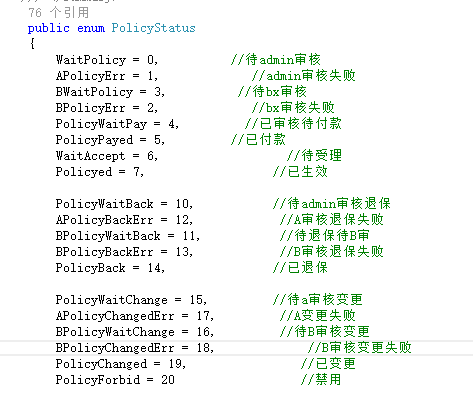 76 个引用
public enum PolicyStatus
{
WaitPolicy = 0, //待admin审核
APolicyErr = 1, //admin审核失败
BWaitPolicy = 3, //待bx审核
BPolicyErr = 2, //bx审核失败
PolicyWaitPay = 4, //已审核待付款
PolicyPayed = 5, //已付款
WaitAccept = 6, //待受理
Policyed = 7, //已生效
PolicyWaitBack = 10, //待admin审核退保
APolicyBackErr = 12, //A审核退保失败
BPolicyWaitBack = 11, //待退保待B审
BPolicyBackErr = 13, //B审核退保失败
PolicyBack = 14, //已退保
PolicyWaitChange = 15, //待a审核变更
APolicyChangedErr = 17, //A变更失败
BPolicyWaitChange = 16, //待B审核变更
BPolicyChangedErr = 18, //B审核变更失败
PolicyChanged = 19, //已变更
PolicyForbid = 20 //禁用